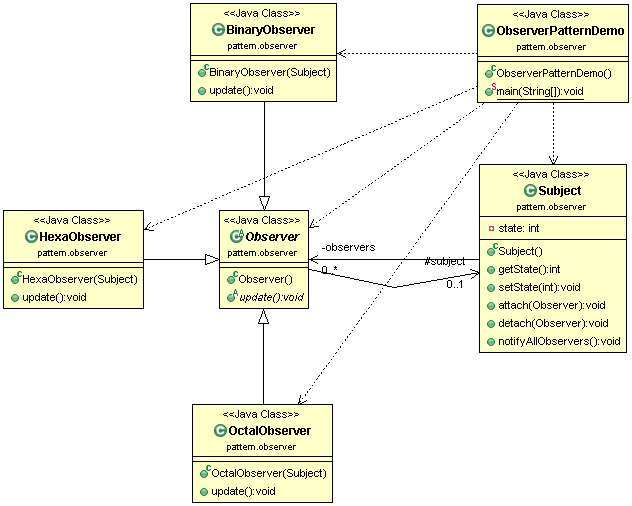 <<Java Class>>
BinaryObserver
pattern.observer
BinaryObserver(Subject)
update():void
<<Java Class>>
ObserverPatternDemo
pattern.observer
ObserverPatternDemo()
main(String[]):void
<<Java Class>>
HexaObserver
pattern.observer
HexaObserver(Subject)
update():void
<<Java Class>>
Observer
pattern.observer
Observer()
update():void
-observers
0..*
#subject
0..1
<<Java Class>>
Subject
pattern.observer
state: int
Subject()
getState():int
setState(int):void
attach(Observer):void
detach(Observer):void
notifyAllObservers():void
<<Java Class>>
OctalObserver
pattern.observer
OctalObserver(Subject)
update():void